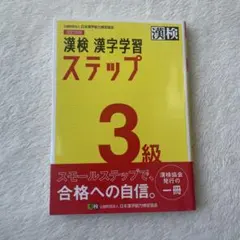 公益財団法人 日本漢字能力検定協会
漢検
漢検 漢字学習
ステップ
3級
スモールステップで、
合格への自信。
漢検協会
発行の
一冊
漢検 公益財団法人 日本漢字能力検定協会